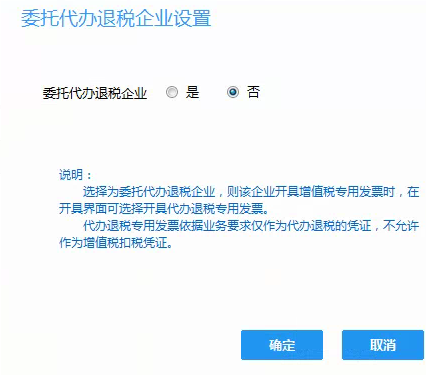 委托代办退税企业设置
委托代办退税企业 是 否
说明：
选择为委托代办退税企业，则该企业开具增值税专用发票时，在
开具界面可选择开具代办退税专用发票。
代办退税专用发票依据业务要求仅作为代办退税的凭证，不允许
作为增值税扣税凭证。
确定 取消